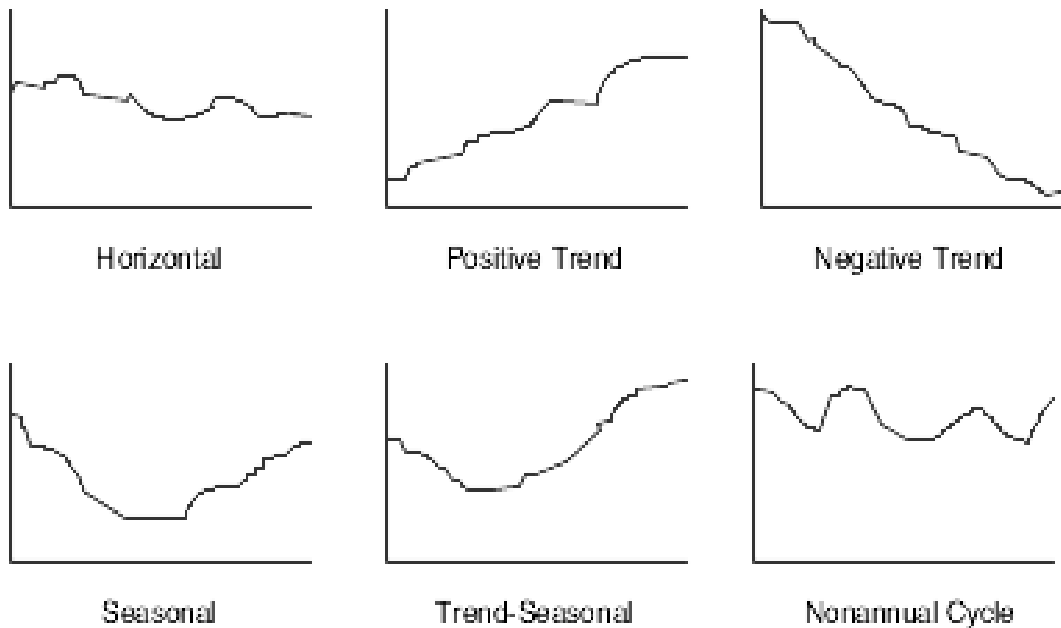 Horizontal
Positive Trend
Negative Trend
Seasonal
Trend-Seasonal
Nonannual Cycle